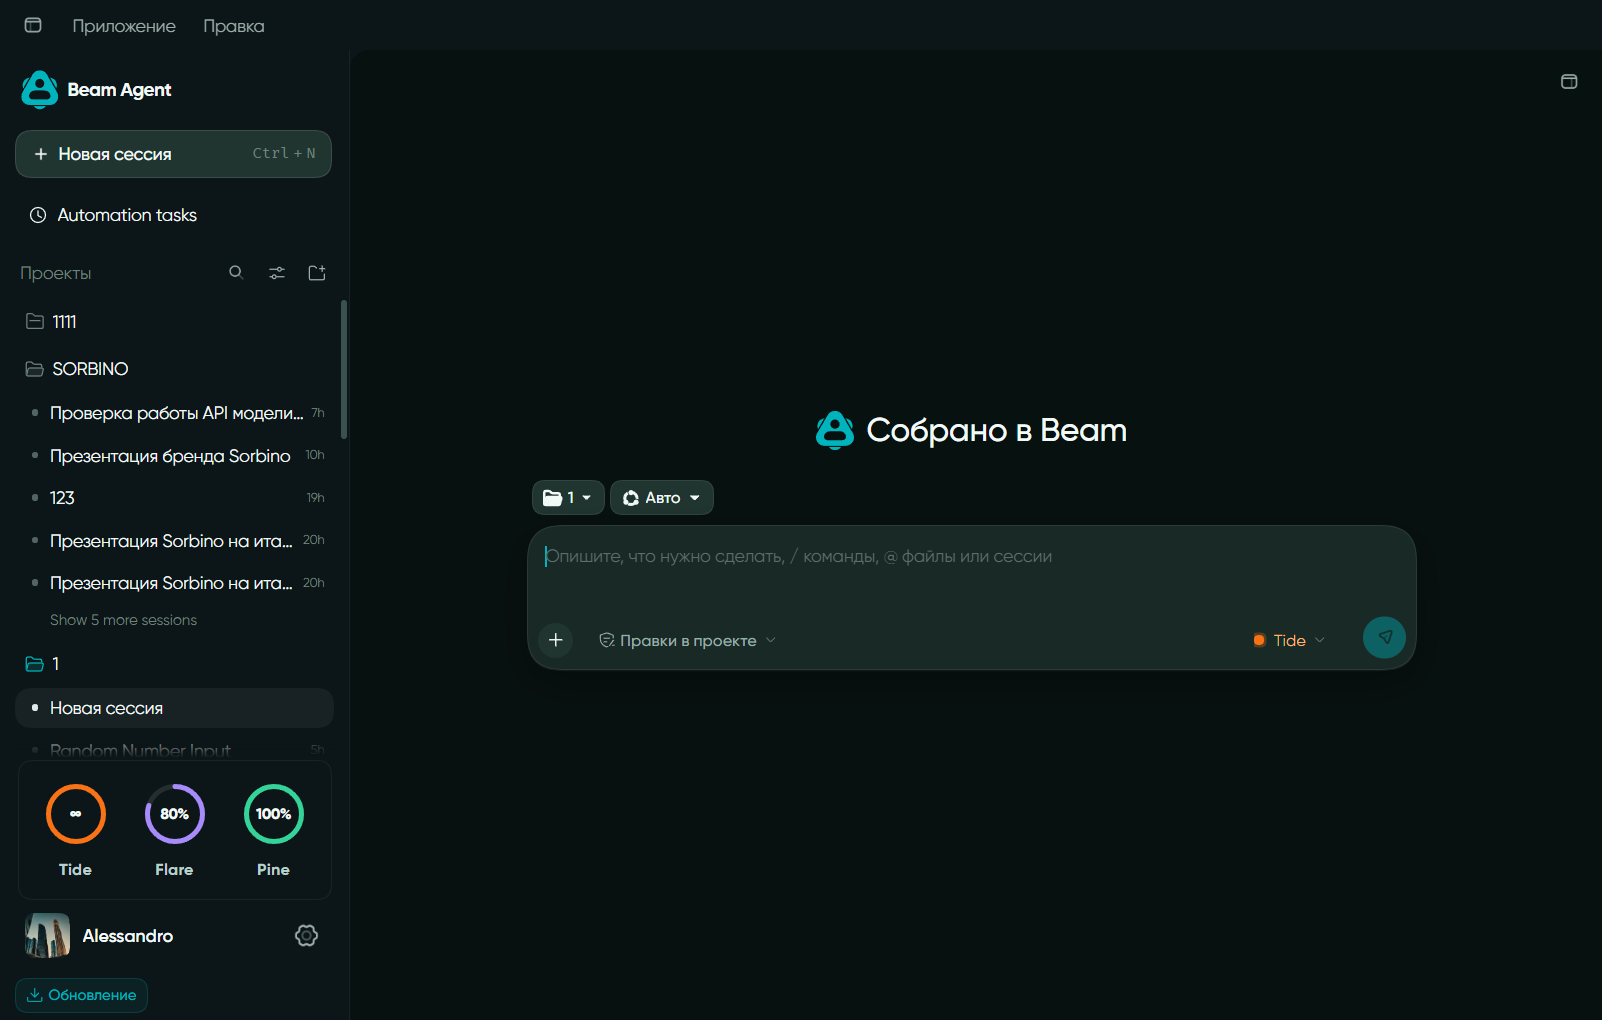 Приложение Правка
Beam Agent
Новая сессия Ctrl + N
Automation tasks
Проекты
1111
SORBINO
Проверка работы API модели... 7h
Презентация бренда Sorbino 10h
123 19h
Презентация Sorbino на ита... 20h
Презентация Sorbino на ита... 20h
Show 5 more sessions
1
Новая сессия
Random Number Input 5h
∞ 80% 100%
Tide Flare Pine
Alessandro
Обновление
Собрано в Beam
1 Авто
Опишите, что нужно сделать, / команды, @ файлы или сессии
Правки в проекте Tide